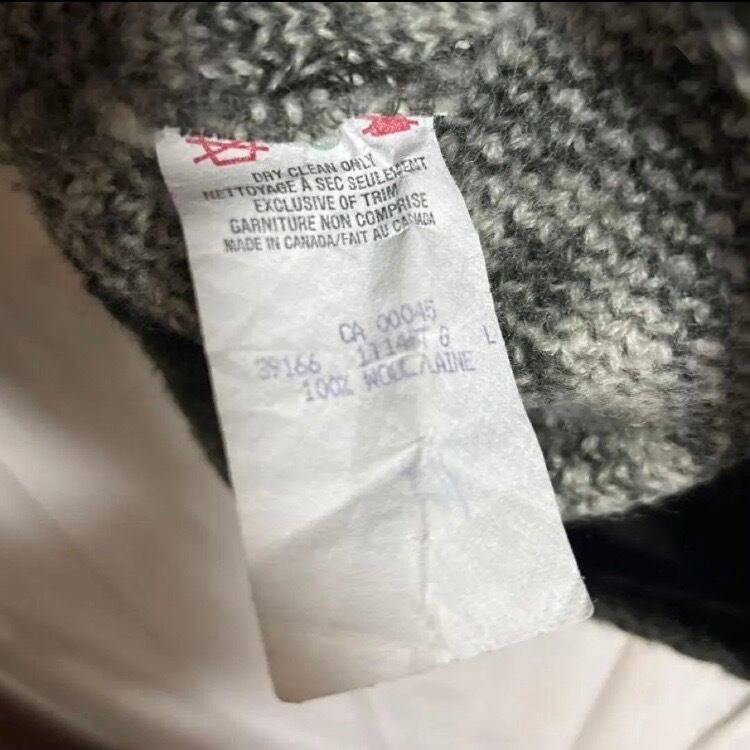 DRY CLEAN ONLY
NETTOYAGE À SEC SEULEMENT
EXCLUSIVE OF TRIM
GARNITURE NON COMPRISE
MADE IN CANADA/FAIT AU CANADA
CA 00045
39166 G L
100% WOOL/LAINE